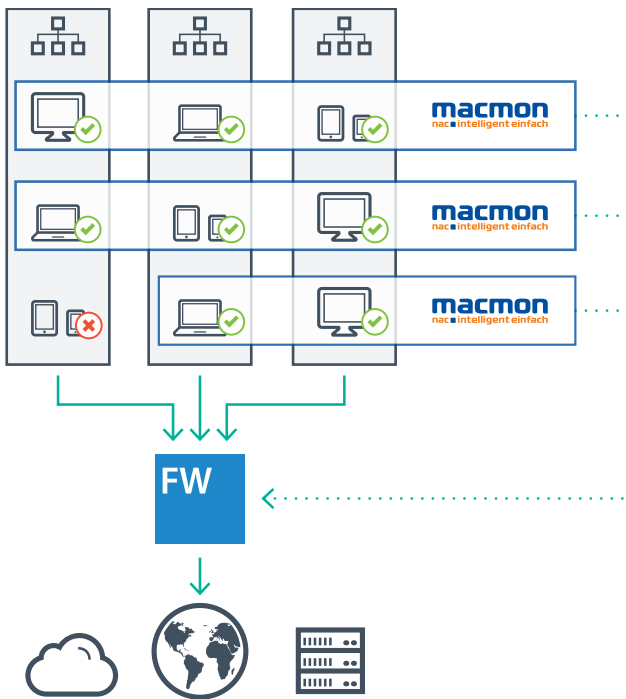 macmon
nac intelligent einfach
macmon
nac intelligent einfach
macmon
nac intelligent einfach
FW